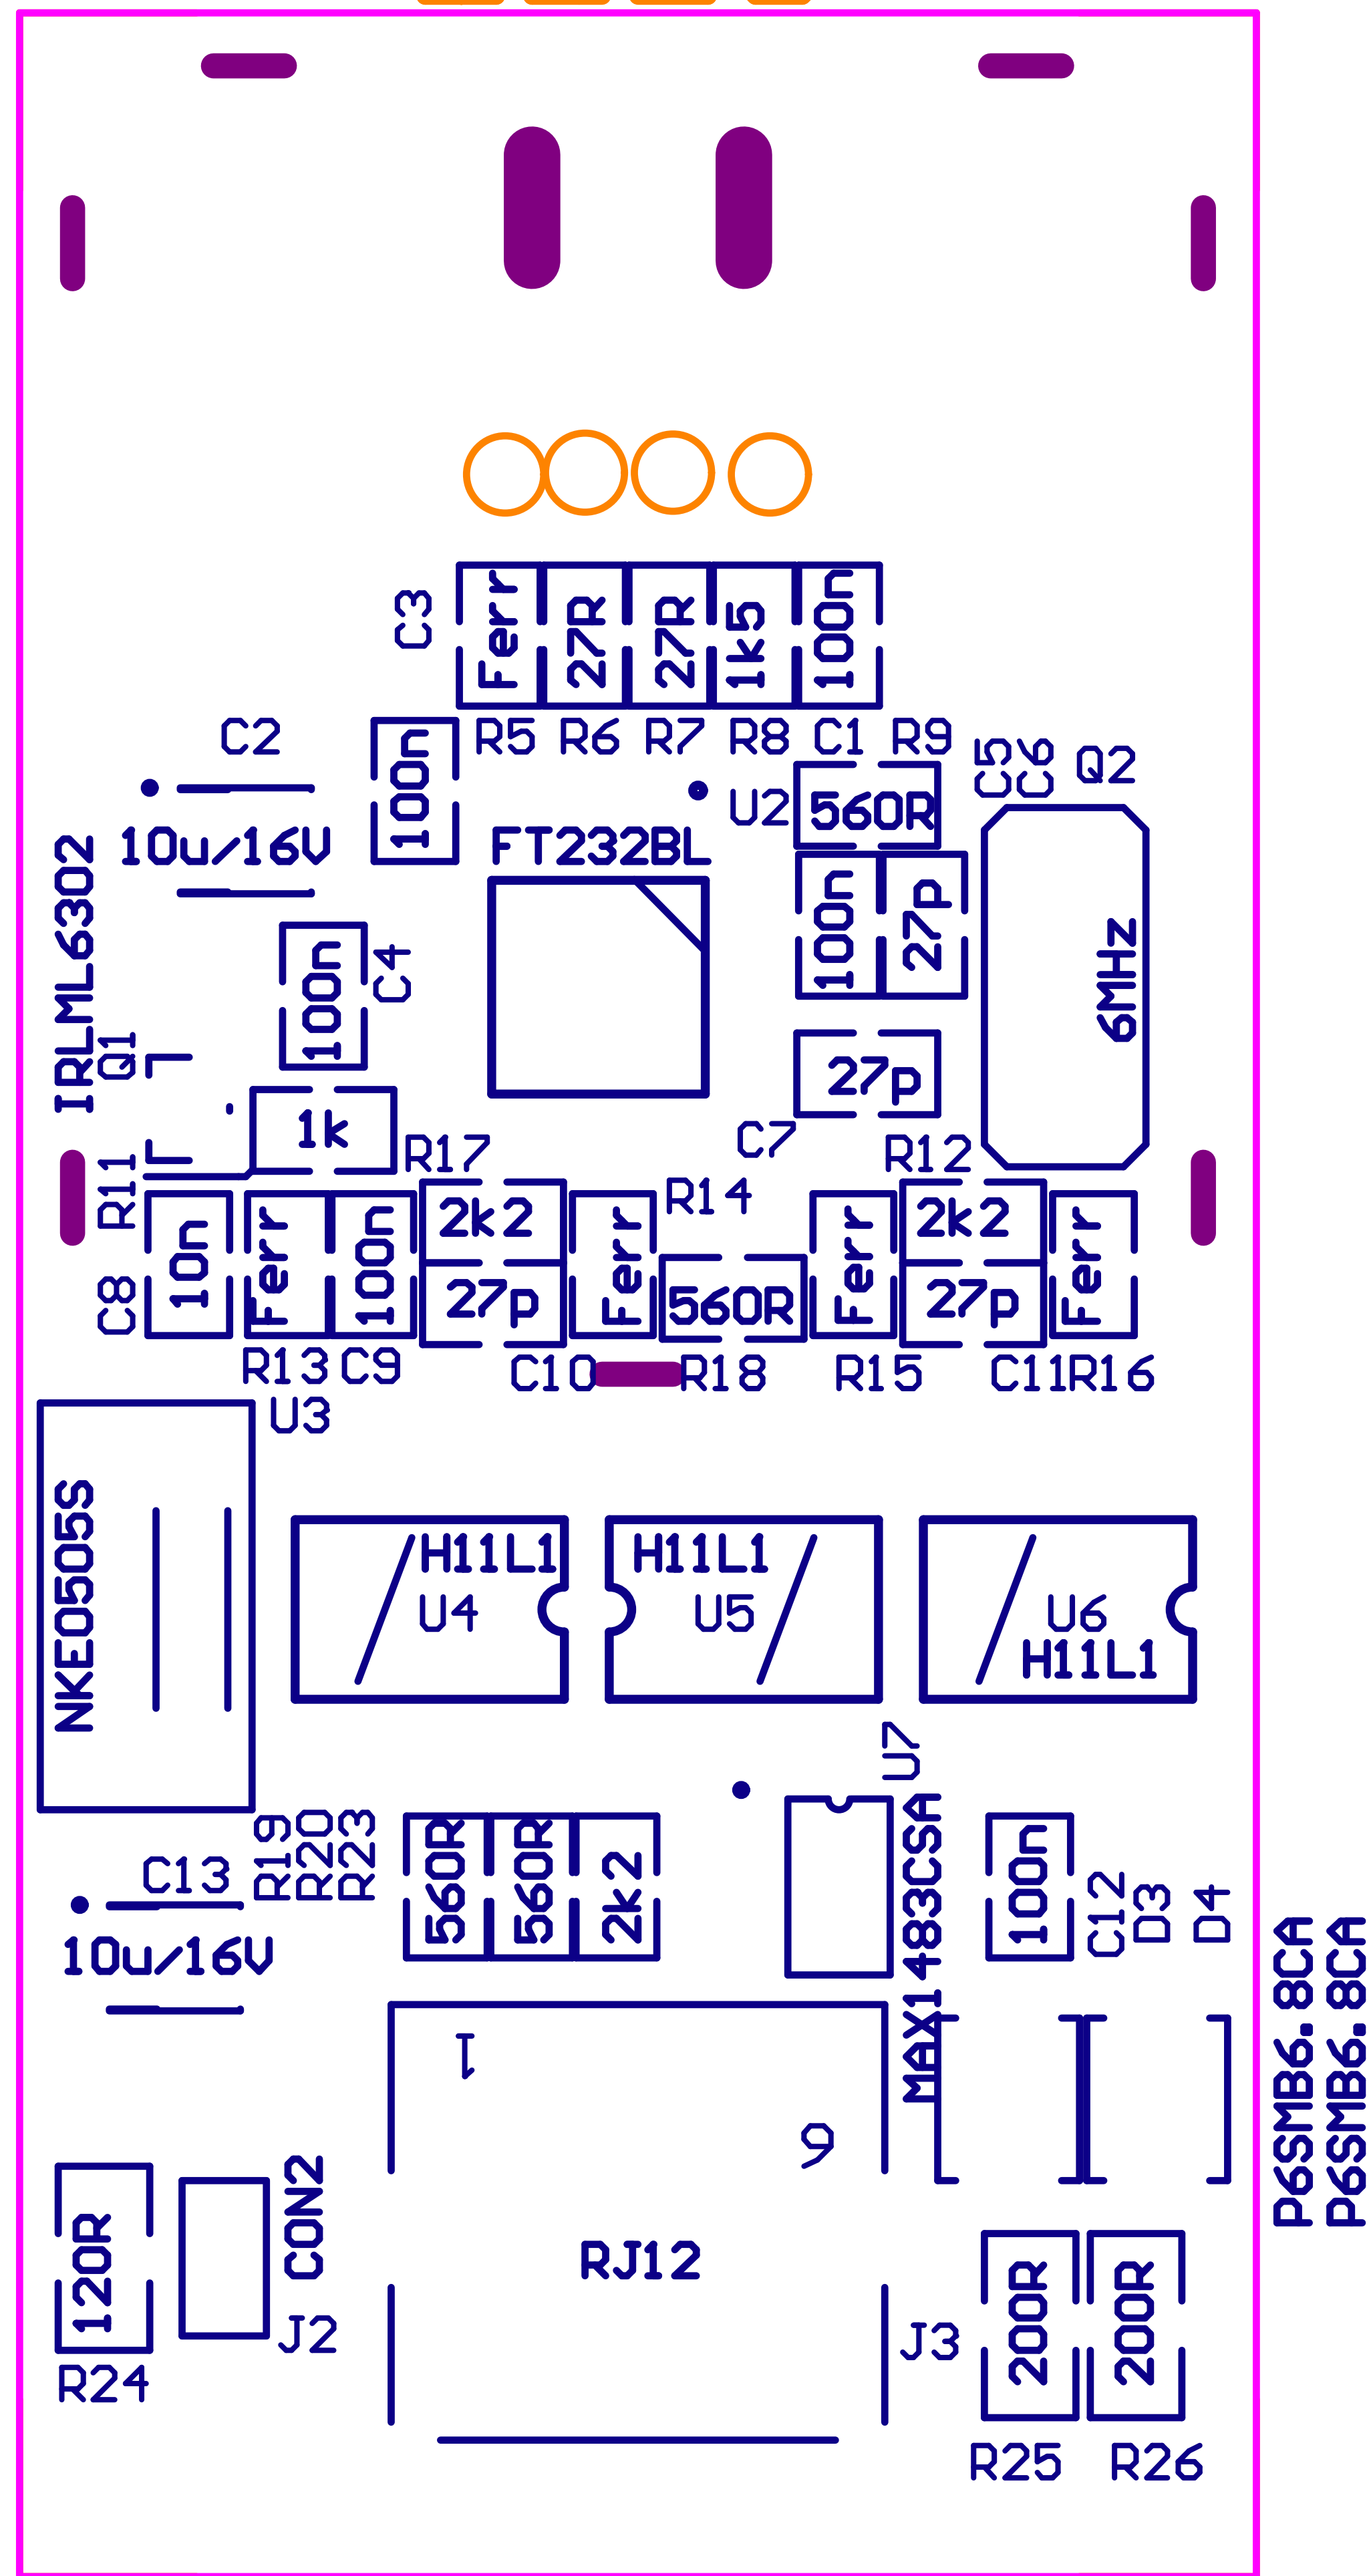 C3
Ferr
27R
27R
1k5
100n
R5
R6
R7
R8
C1
R9
C2
10u/16V
100n
U2
560R
C5
C6
Q2
FT232BL
IRLML6302
100n
C4
100n
27p
6MHz
Q1
1k
27p
C7
R17
R12
R11
R14
10n
Ferr
100n
2k2
Ferr
Ferr
2k2
Ferr
C8
27p
560R
27p
R13
C9
C10
R18
R15
C11
R16
U3
NKE0505S
H11L1
H11L1
U4
U5
U6
H11L1
U7
R19
R20
R23
560R
560R
2k2
100n
C13
C12
D3
D4
10u/16V
MAX1483CSA
P6SMB6.8CA
P6SMB6.8CA
1
6
120R
CON2
RJ12
200R
200R
J2
J3
R24
R25
R26